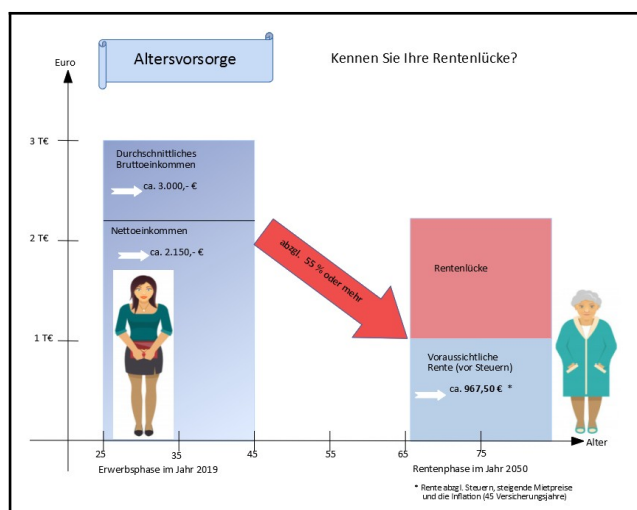 Altersvorsorge
Kennen Sie Ihre Rentenlücke?
Euro
3 T€
2 T€
1 T€
Durchschnittliches
Bruttoeinkommen
ca. 3.000,- €
Nettoeinkommen
ca. 2.150,- €
abzgl. 55 % oder mehr
Rentenlücke
Voraussichtliche
Rente (vor Steuern)
ca. 967,50 € *
25
35
45
55
65
75
Alter
Erwerbsphase im Jahr 2019
Rentenphase im Jahr 2050
* Rente abzgl. Steuern, steigende Mietpreise
und die Inflation (45 Versicherungsjahre)